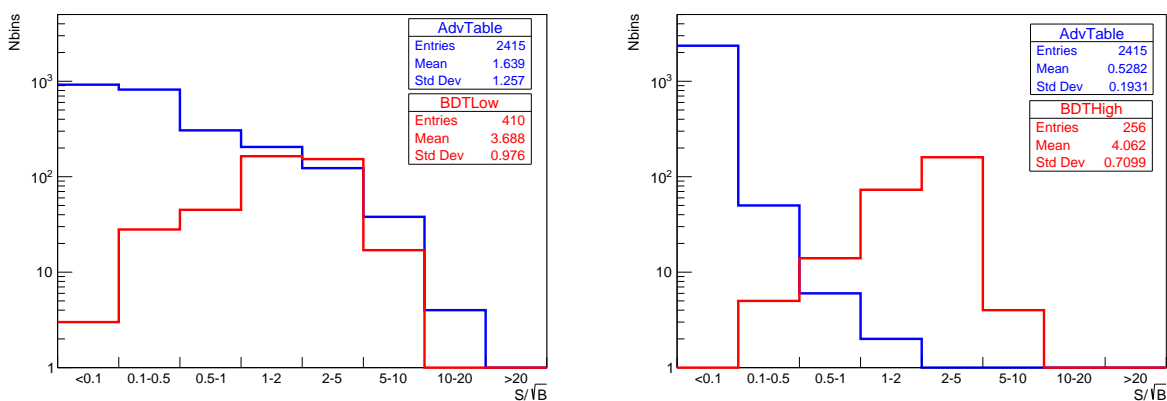 Nbins
10³
10²
10
1
<0.1
0.1-0.5
0.5-1
1-2
2-5
5-10
10-20
>20
S/√B
AdvTable
Entries 2415
Mean 1.639
Std Dev 1.257
BDTLow
Entries 410
Mean 3.688
Std Dev 0.976
Nbins
10³
10²
10
1
<0.1
0.1-0.5
0.5-1
1-2
2-5
5-10
10-20
>20
S/√B
AdvTable
Entries 2415
Mean 0.5282
Std Dev 0.1931
BDTHigh
Entries 256
Mean 4.062
Std Dev 0.7099